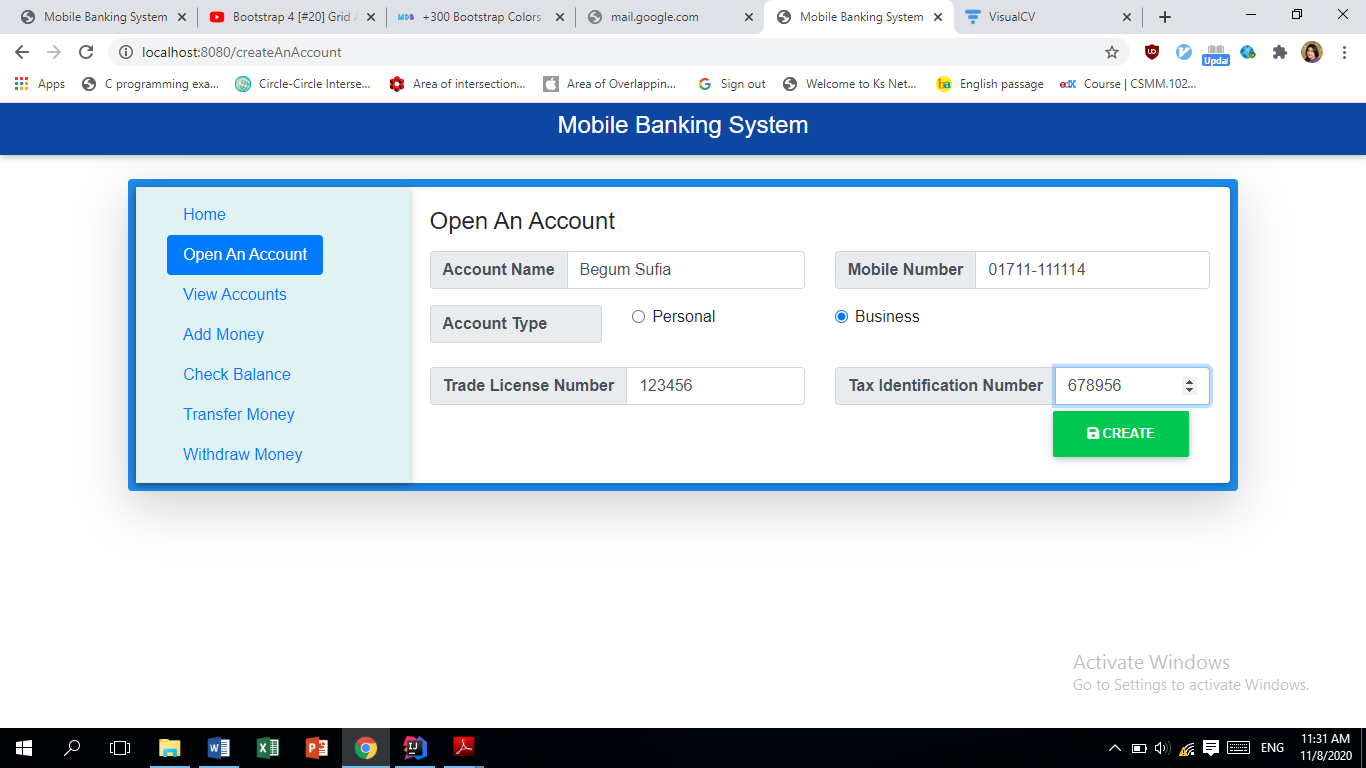 Mobile Banking System
Bootstrap 4 [#20] Grid
MDB +300 Bootstrap Colors
mail.google.com
Mobile Banking System
VisualCV
localhost:8080/createAnAccount
Updat
Apps
C programming exa...
Circle-Circle Interse...
Area of intersection...
Area of Overlappin...
G Sign out
Welcome to Ks Net...
ba English passage
edX Course | CSMM.102...
Mobile Banking System
Home
Open An Account
View Accounts
Add Money
Check Balance
Transfer Money
Withdraw Money
Open An Account
Account Name Begum Sufia
Mobile Number 01711-111114
Account Type Personal Business
Trade License Number 123456
Tax Identification Number 678956
CREATE
Activate Windows
Go to Settings to activate Windows.
ENG
11:31 AM
11/8/2020